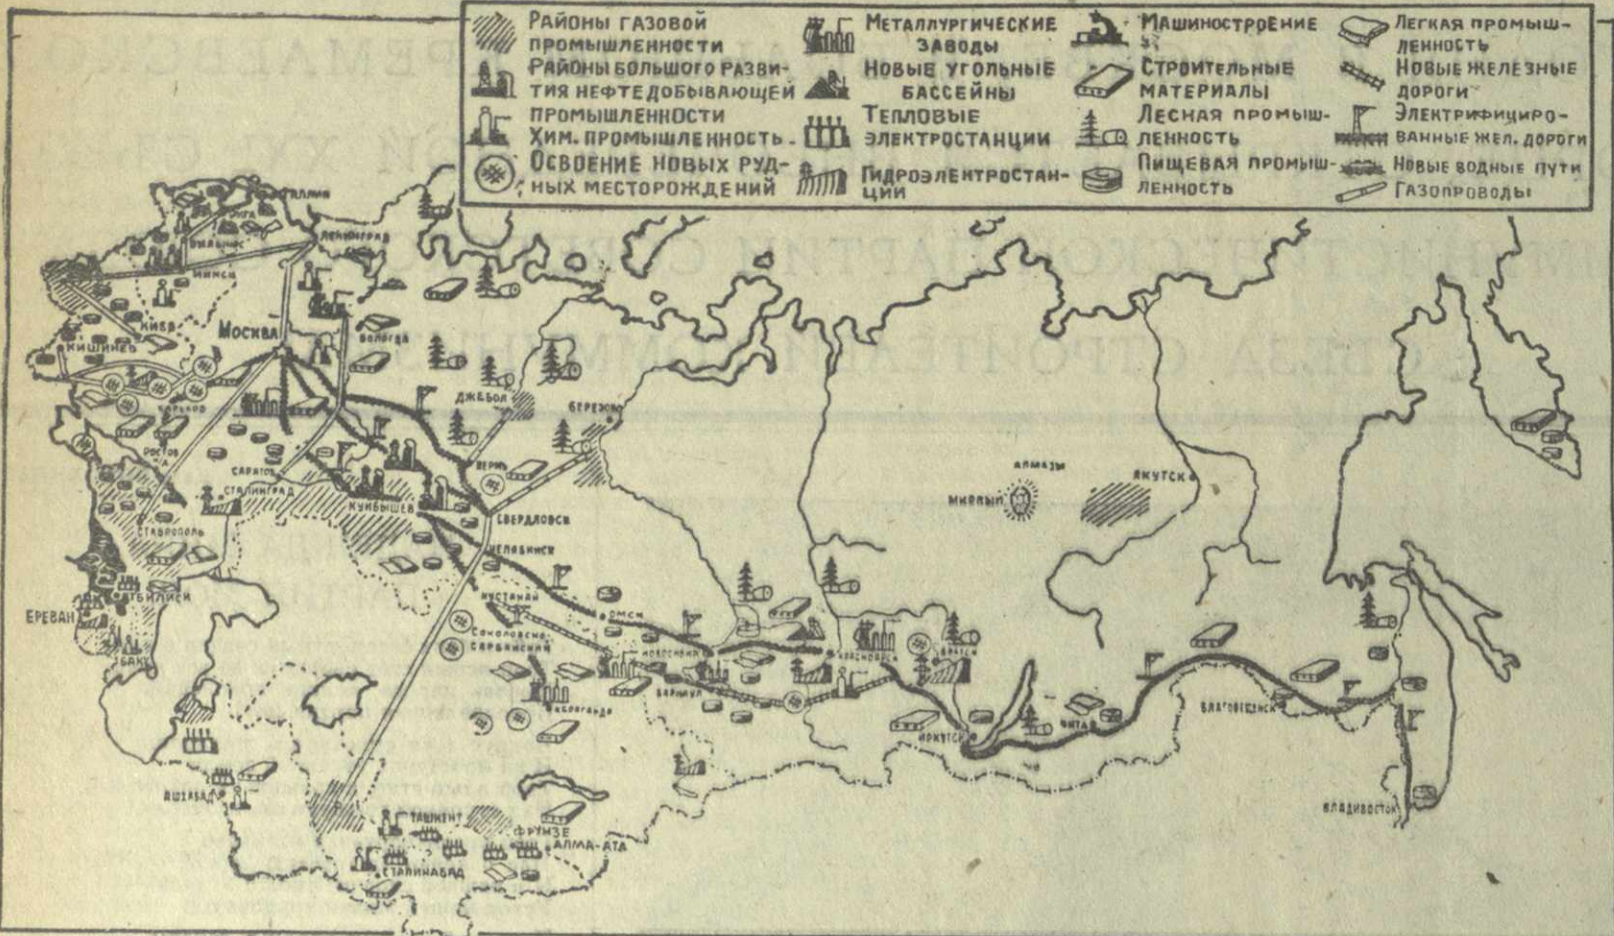 Районы газовой
промышленности
Районы большого разви-
тия нефтедобывающей
промышленности
Хим. промышленность.
Освоение новых руд-
ных месторождений
Металлургические
заводы
Новые угольные
бассейны
Тепловые
электростанции
Гидроэлектростан-
ции
Машиностроение
Строительные
материалы
Лесная промыш-
ленность
Пищевая промыш-
ленность
Легкая промыш-
ленность
Новые железные
дороги
Электрифициро-
ванные жел. дороги
Новые водные пути
Газопроводы
Таллин
Рига
Вильнюс
Ленинград
Минск
Киев
Москва
Вологда
Кишинев
Харьков
Джебол
Березово
Ростов
Пермь
Саратов
Сталинград
Куйбышев
Свердловск
Ставрополь
Челябинск
Алмазы
Мирный
Якутск
Тбилиси
Ереван
Баку
Кустанай
Соколовско-
Сарбайский
Омск
Новосибирск
Красноярск
Братск
Барнаул
Караганда
Иркутск
Чита
Благовещенск
Владивосток
Ашхабад
Ташкент
Фрунзе
Алма-Ата
Сталинабад